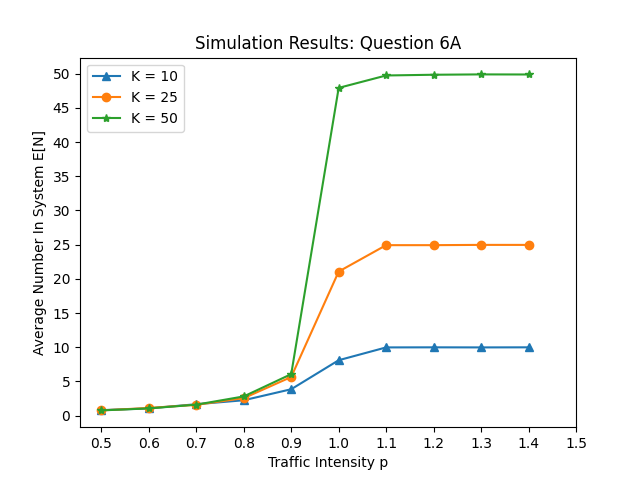 Simulation Results: Question 6A
K = 10
K = 25
K = 50
Average Number In System E[N]
50
45
40
35
30
25
20
15
10
5
0
0.5 0.6 0.7 0.8 0.9 1.0 1.1 1.2 1.3 1.4 1.5
Traffic Intensity p